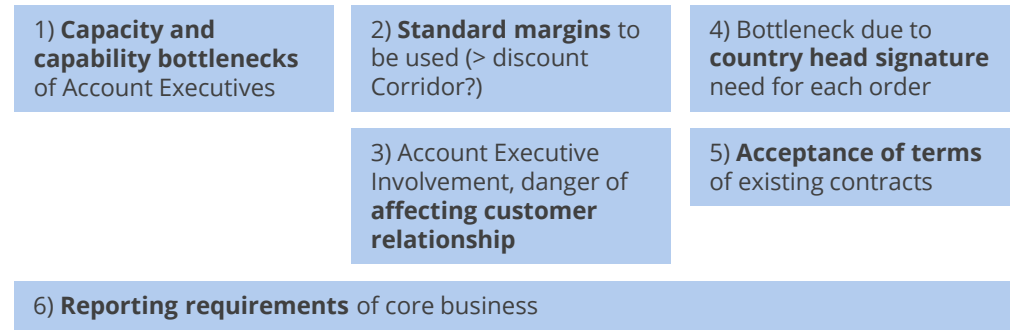 1) Capacity and
capability bottlenecks
of Account Executives
2) Standard margins to
be used (> discount
Corridor?)
3) Account Executive
Involvement, danger of
affecting customer
relationship
4) Bottleneck due to
country head signature
need for each order
5) Acceptance of terms
of existing contracts
6) Reporting requirements of core business